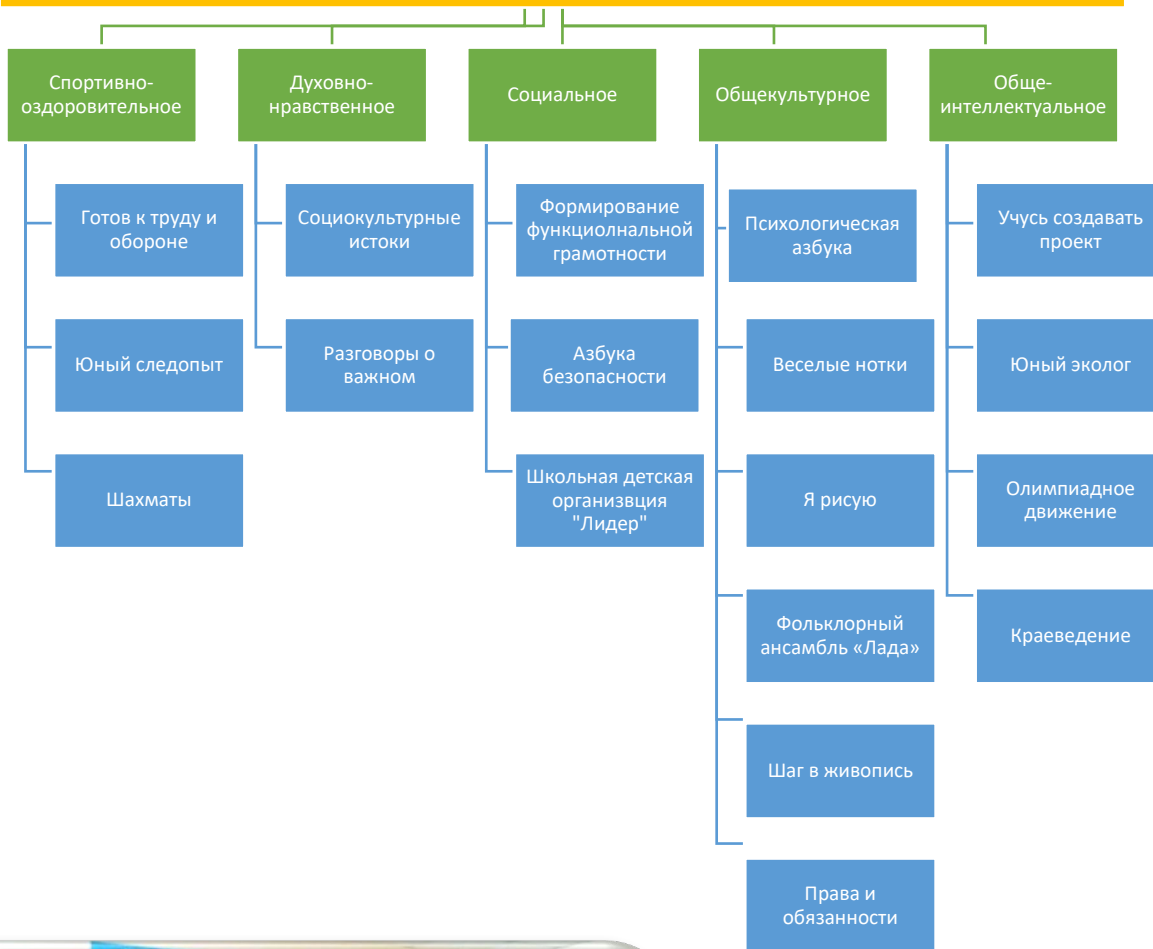 Спортивно-
оздоровительное
Духовно-
нравственное
Социальное
Общекультурное
Обще-
интеллектуальное
Готов к труду и
обороне
Юный следопыт
Шахматы
Социокультурные
истоки
Разговоры о
важном
Формирование
функциолнальной
грамотности
Азбука
безопасности
Школьная детская
организвция
"Лидер"
Психологическая
азбука
Веселые нотки
Я рисую
Фольклорный
ансамбль «Лада»
Шаг в живопись
Права и
обязанности
Учусь создавать
проект
Юный эколог
Олимпиадное
движение
Краеведение